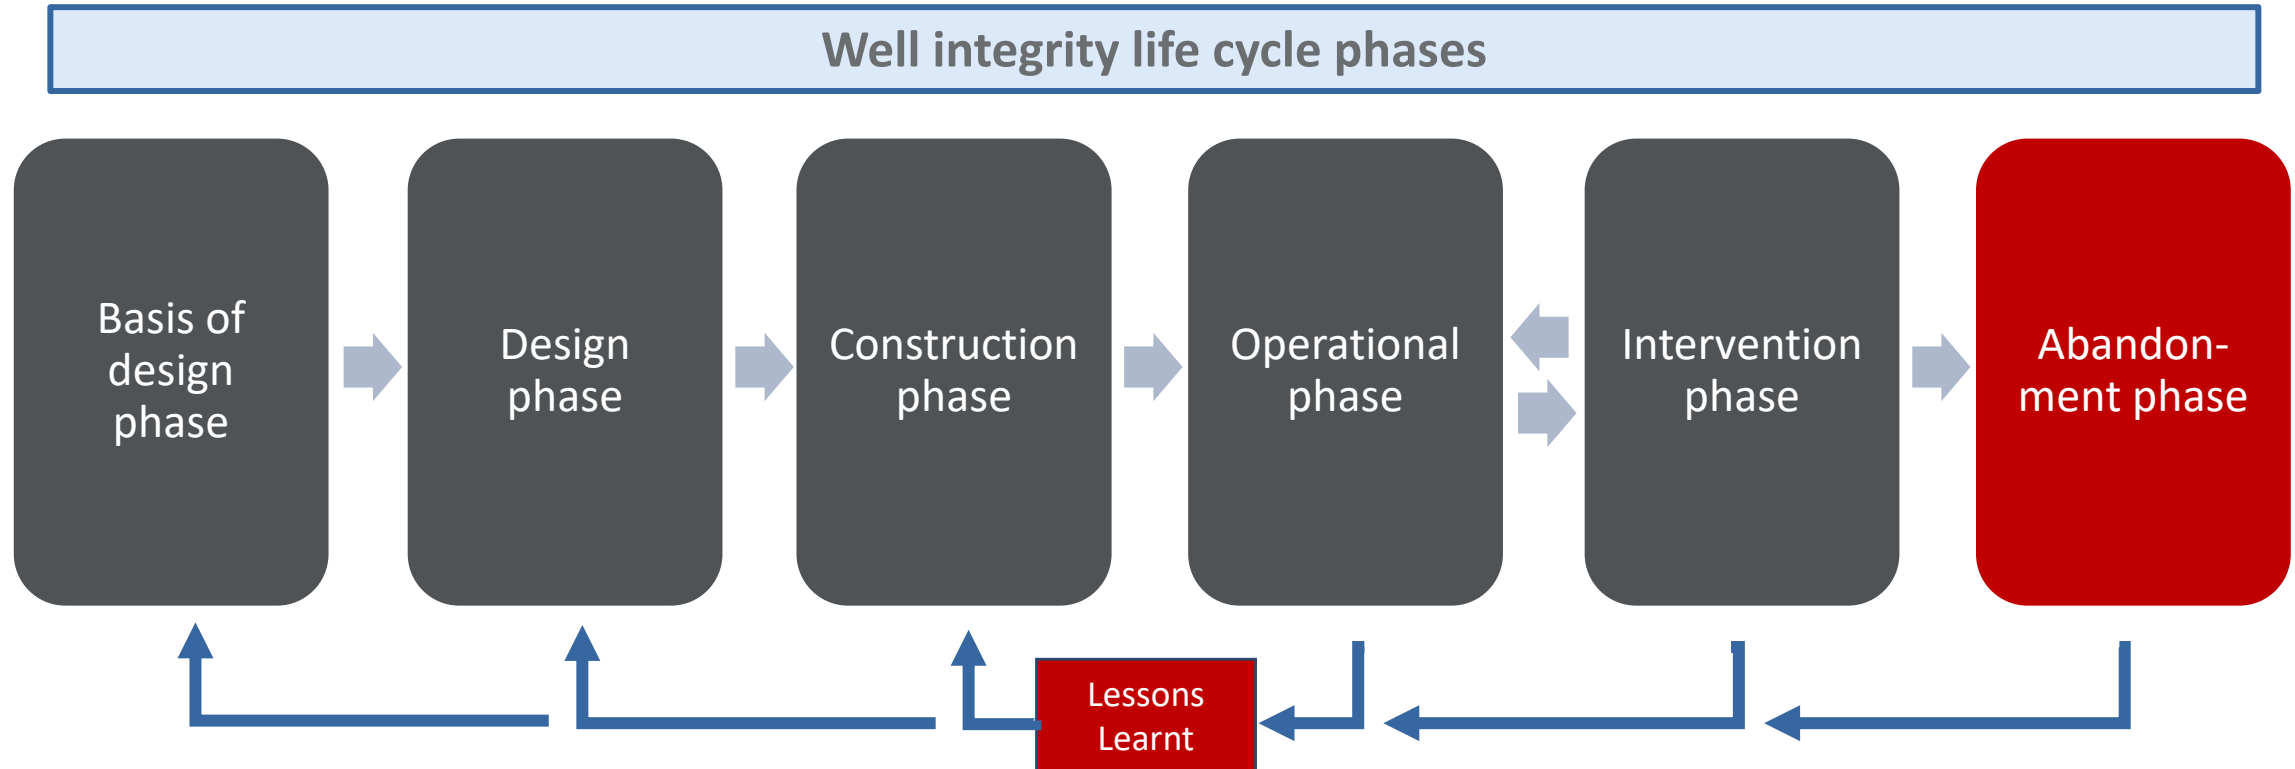 Well integrity life cycle phases
Basis of
design
phase
Design
phase
Construction
phase
Operational
phase
Intervention
phase
Abandon-
ment phase
Lessons
Learnt